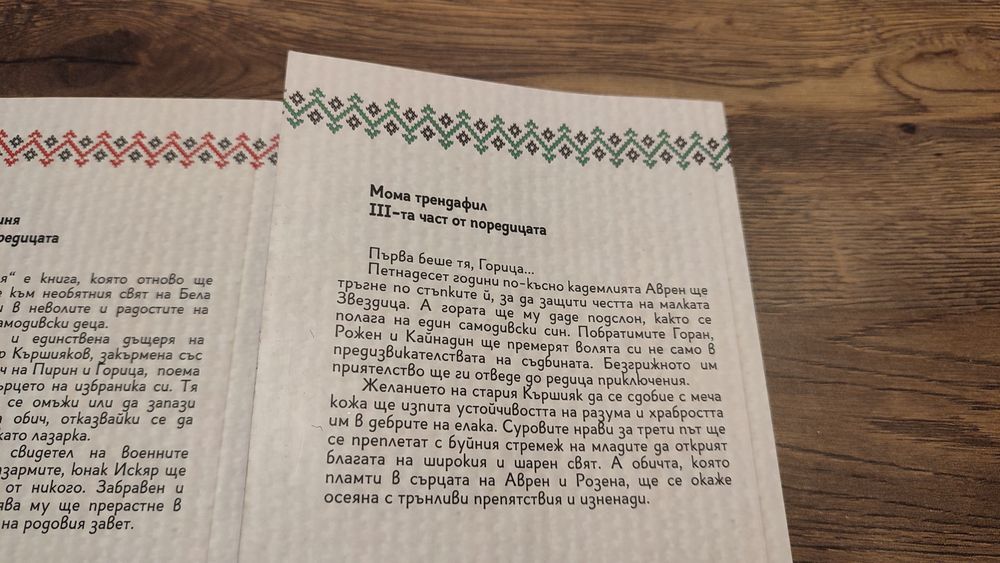 редицата
я“ е книга, която отново ще
е към необятния свят на Бела
и в неволите и радостите на
самодивски деца.
и единствена дъщеря на
ър Кършияков, закърмена със
ч на Пирин и Горица, поема
сърцето на избраника си. Тя
се омъжи или да запази
обич, отказвайки се да
като лазарка.
свидетел на военните
казармите, юнак Искяр ще
от никого. Забравен и
ява му ще прерастне в
на родовия завет.
Мома трендафил
III-та част от поредицата
Първа беше тя, Горица...
Петнадесет години по-късно кадемлията Аврен ще
тръгне по стъпките ѝ, за да защити честта на малката
Звездица. А гората ще му даде подслон, както се
полага на един самодивски син. Побратимите Горан,
Рожен и Кайнадин ще премерят волята си не само в
предизвикателствата на съдбината. Безгрижното им
приятелство ще ги отведе до редица приключения.
Желанието на стария Кършияк да се сдобие с меча
кожа ще изпита устойчивостта на разума и храбростта
им в дебрите на елака. Суровите нрави за трети път ще
се преплетат с буйния стремеж на младите да открият
благата на широкия и шарен свят. А обичта, която
пламти в сърцата на Аврен и Розена, ще се окаже
осеяна с трънливи препятствия и изненади.